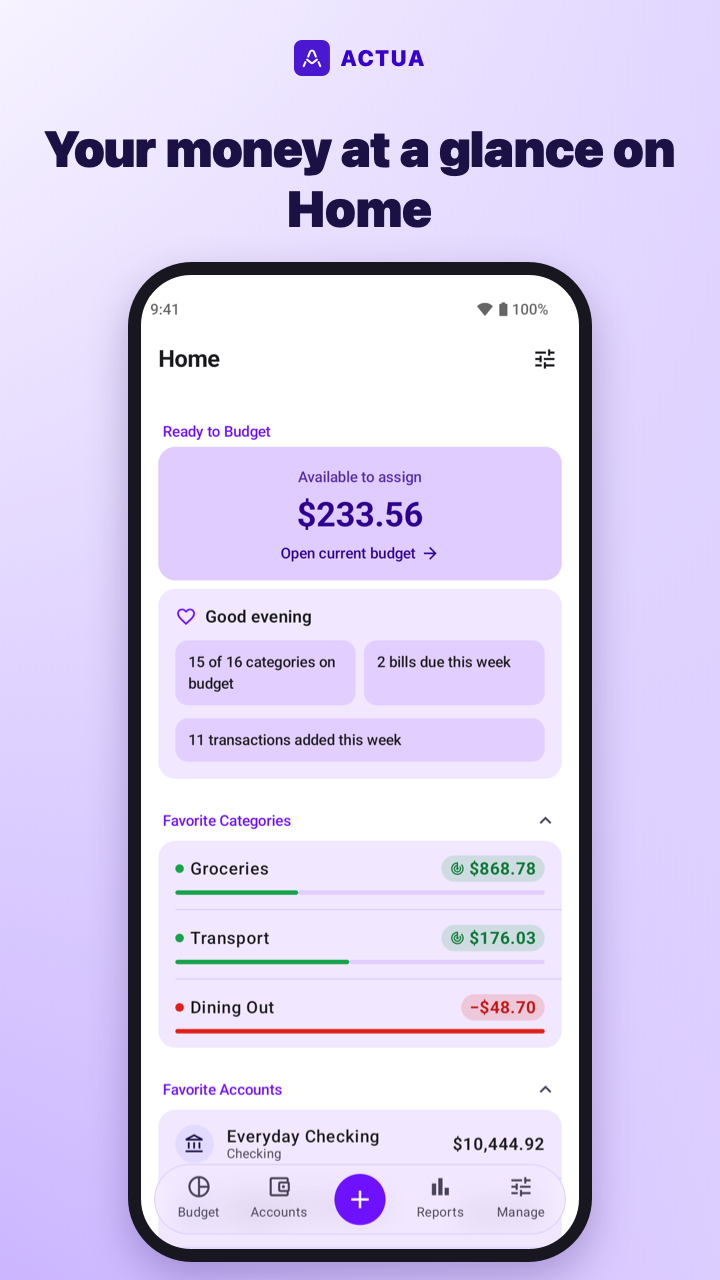 ACTUA
Your money at a glance on
Home
9:41
100%
Home
Ready to Budget
Available to assign
$233.56
Open current budget →
Good evening
15 of 16 categories on
budget
2 bills due this week
11 transactions added this week
Favorite Categories
Groceries
$868.78
Transport
$176.03
Dining Out
−$48.70
Favorite Accounts
Everyday Checking
Checking
$10,444.92
Budget
Accounts
Reports
Manage